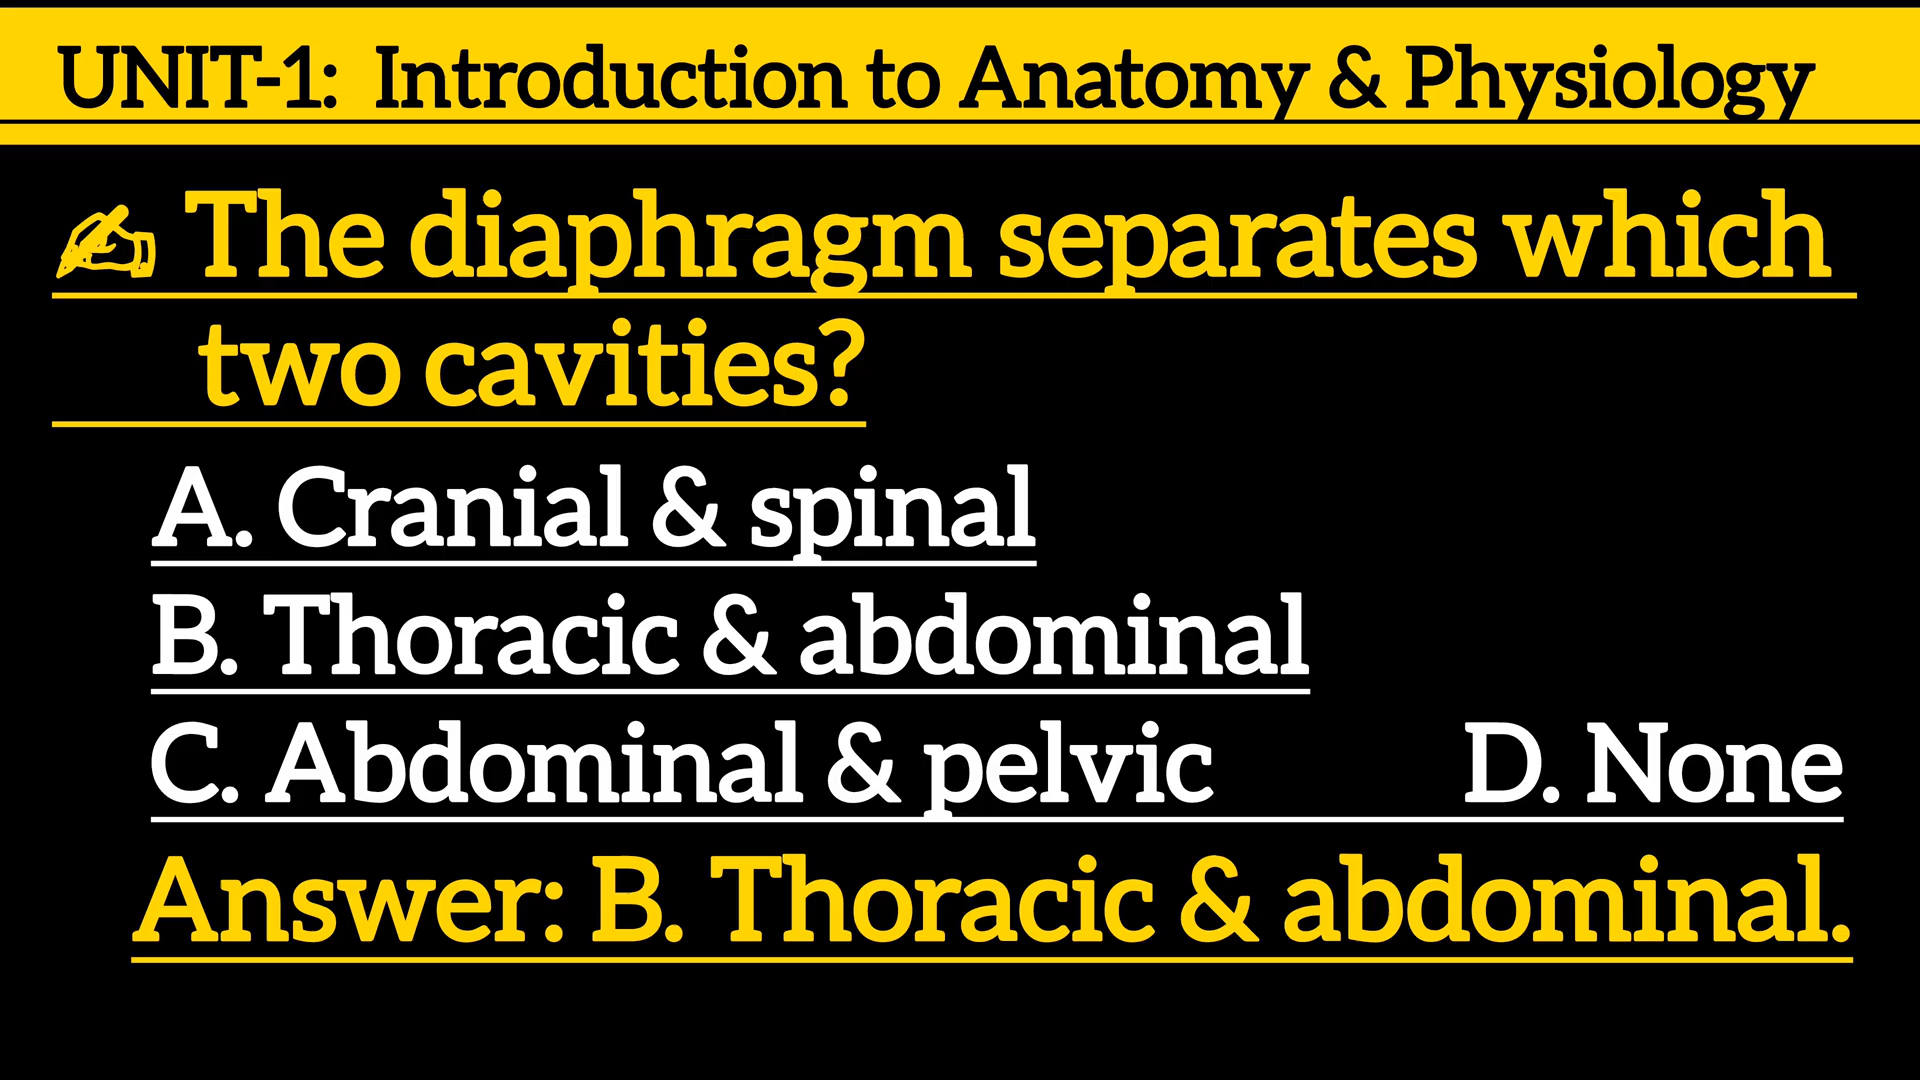 UNIT-1: Introduction to Anatomy & Physiology
✍ The diaphragm separates which
two cavities?
A. Cranial & spinal
B. Thoracic & abdominal
C. Abdominal & pelvic D. None
Answer: B. Thoracic & abdominal.